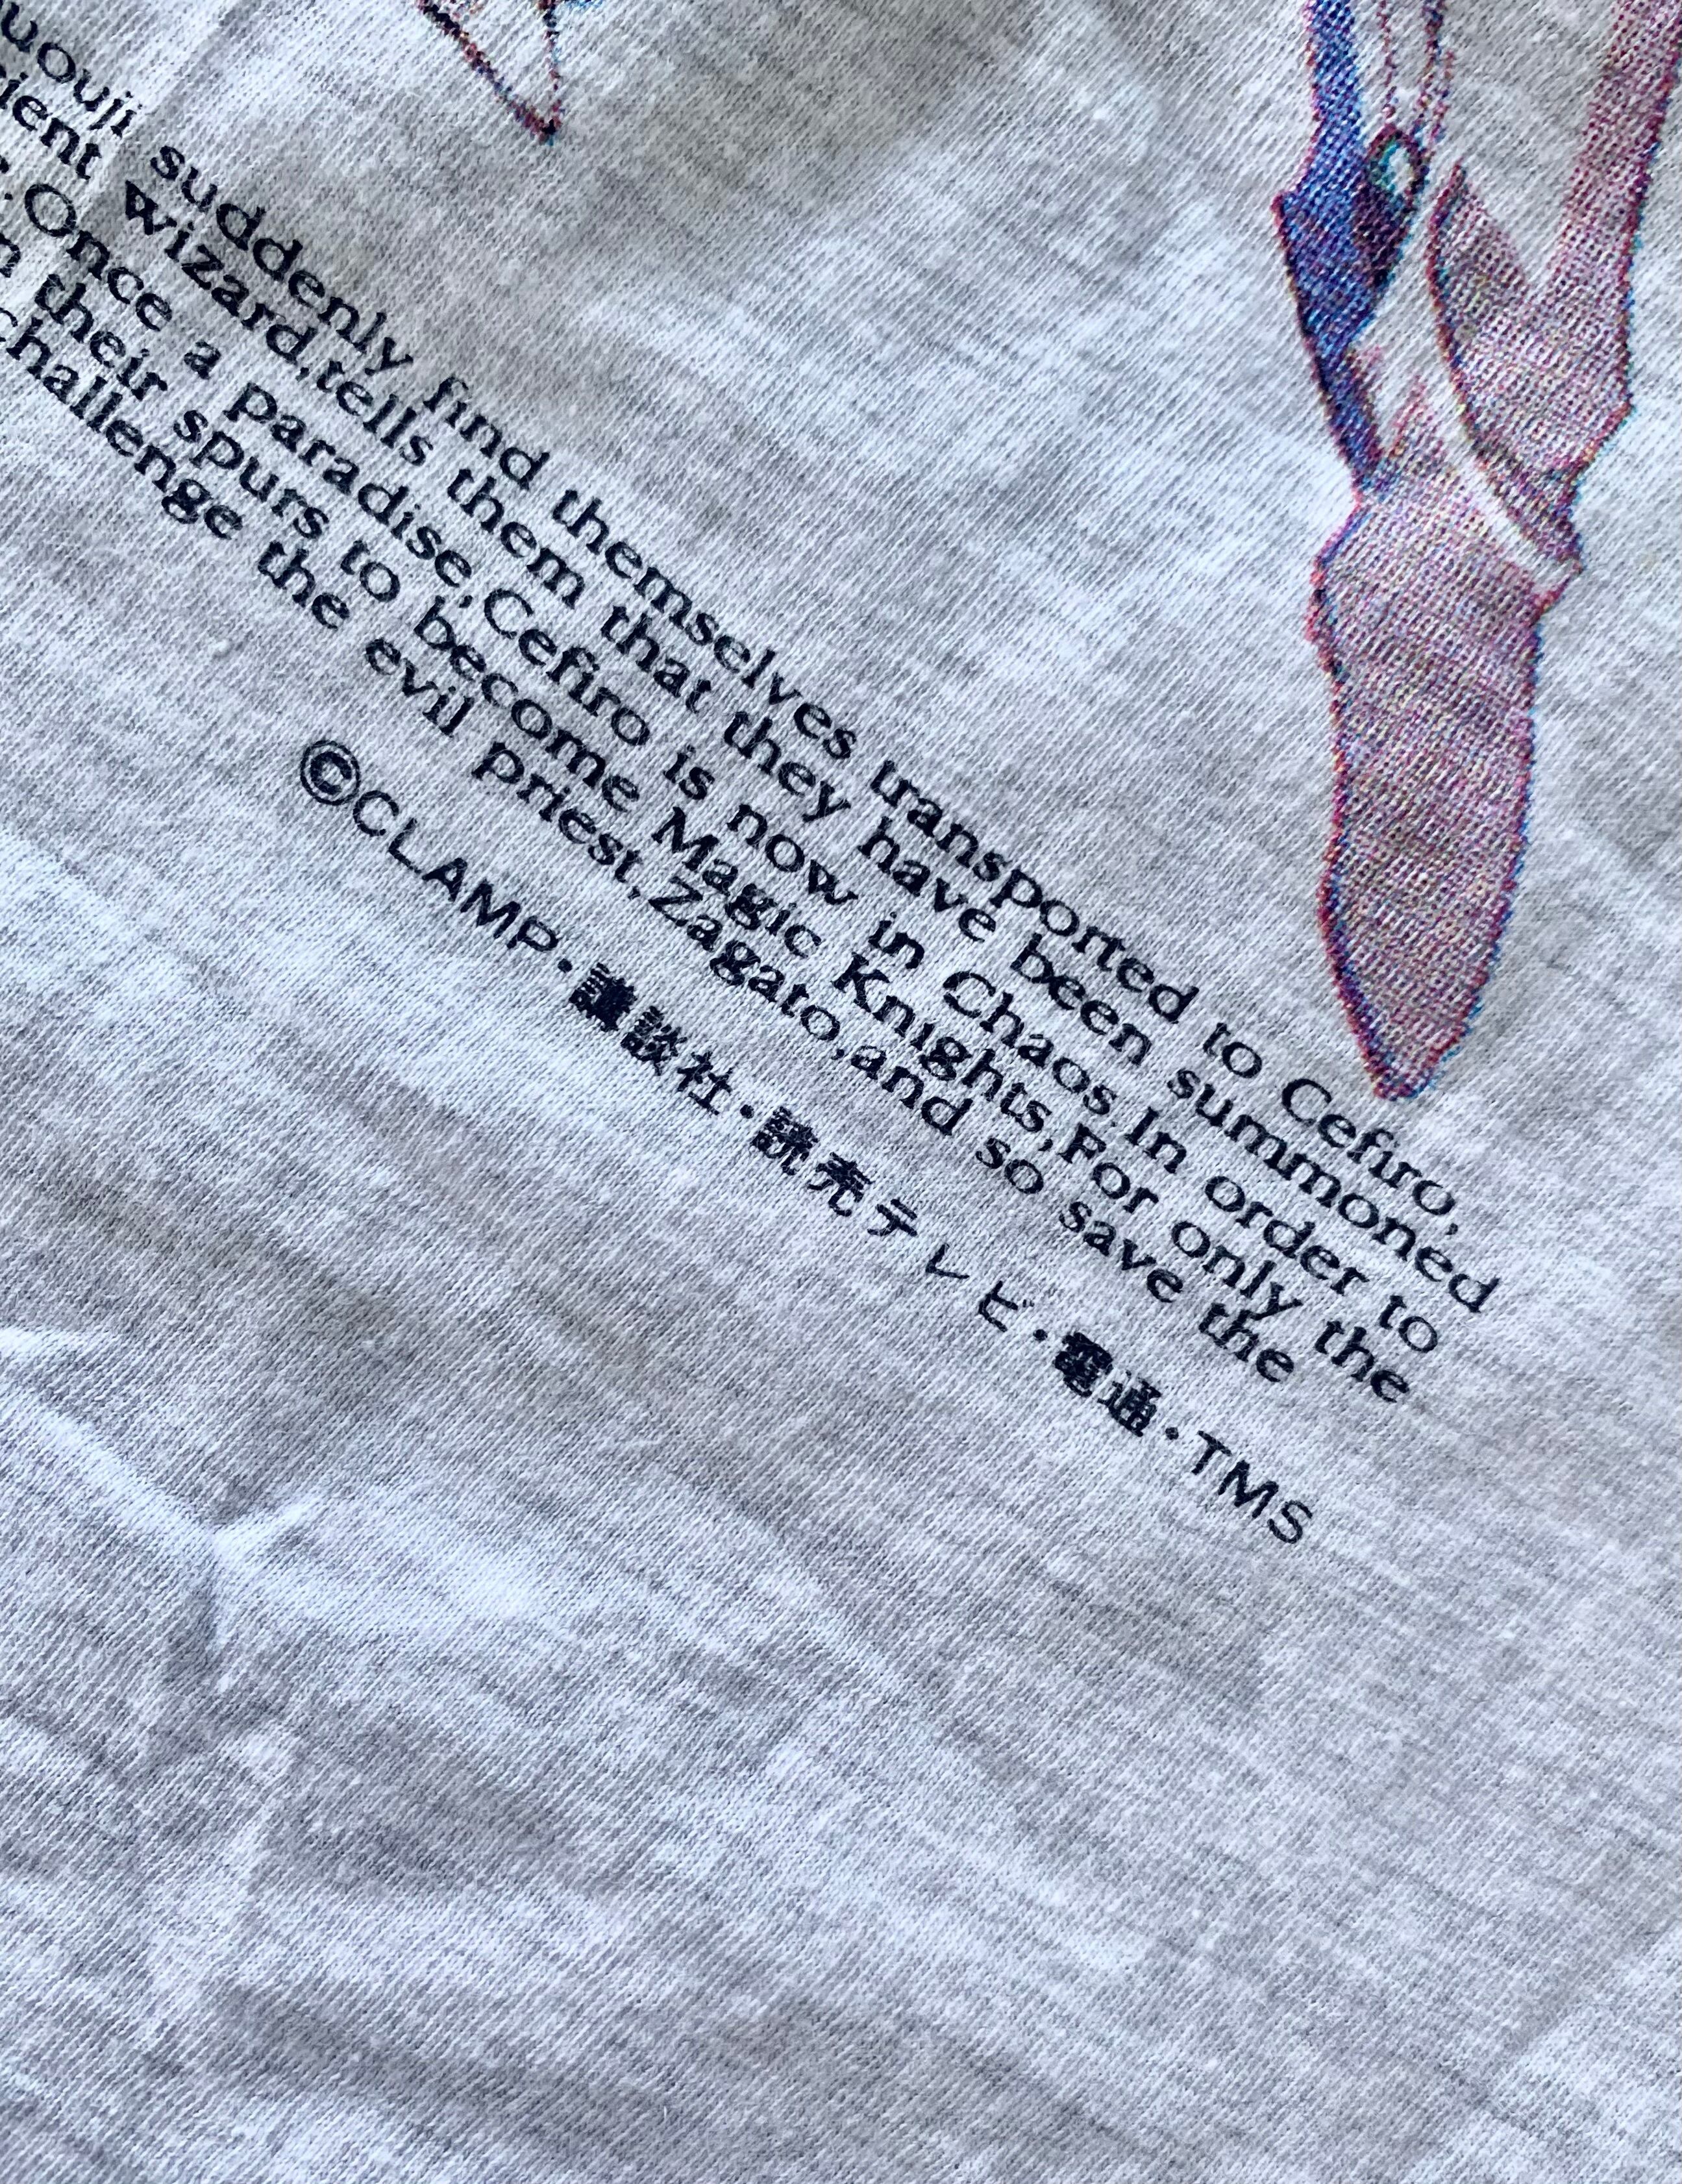 suddenly find themselves transported to Cefiro,
wizard,tells them that they have been summoned
Once a paradise,Cefiro is now in Chaos.In order to
their spurs to become Magic Knights,For only the
challenge the evil priest,Zagato,and so save the
©CLAMP・講談社・読売テレビ・電通・TMS